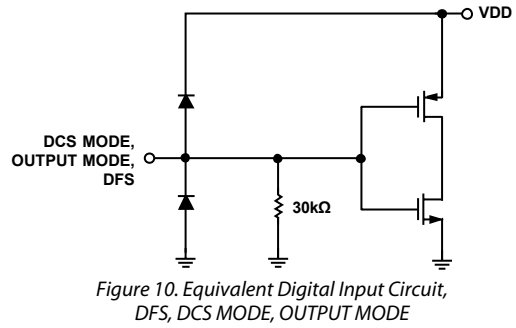 VDD
DCS MODE,
OUTPUT MODE,
DFS
30kΩ
Figure 10. Equivalent Digital Input Circuit,
DFS, DCS MODE, OUTPUT MODE